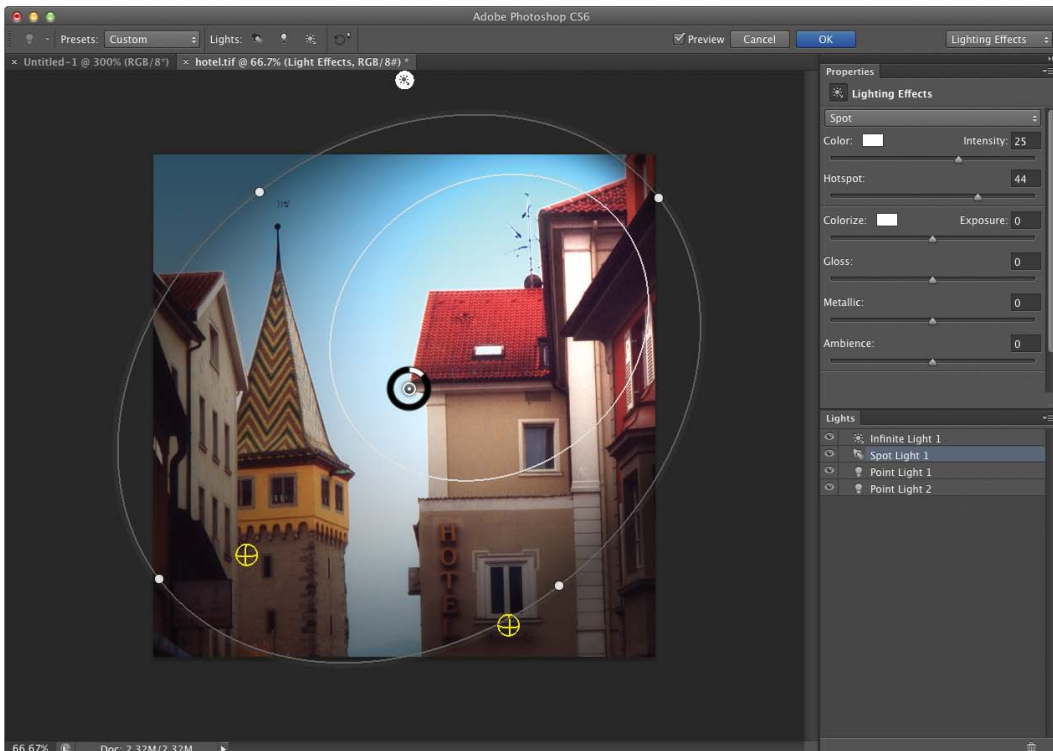 Adobe Photoshop CS6
Presets: Custom Lights: Preview Cancel OK Lighting Effects
× Untitled-1 @ 300% (RGB/8*) × hotel.tif @ 66.7% (Light Effects, RGB/8#) *
Properties
Lighting Effects
Spot
Color: Intensity: 25
Hotspot: 44
Colorize: Exposure: 0
Gloss: 0
Metallic: 0
Ambience: 0
Lights
Infinite Light 1
Spot Light 1
Point Light 1
Point Light 2
HOTEL
66.67% Doc: 2.32M/2.32M